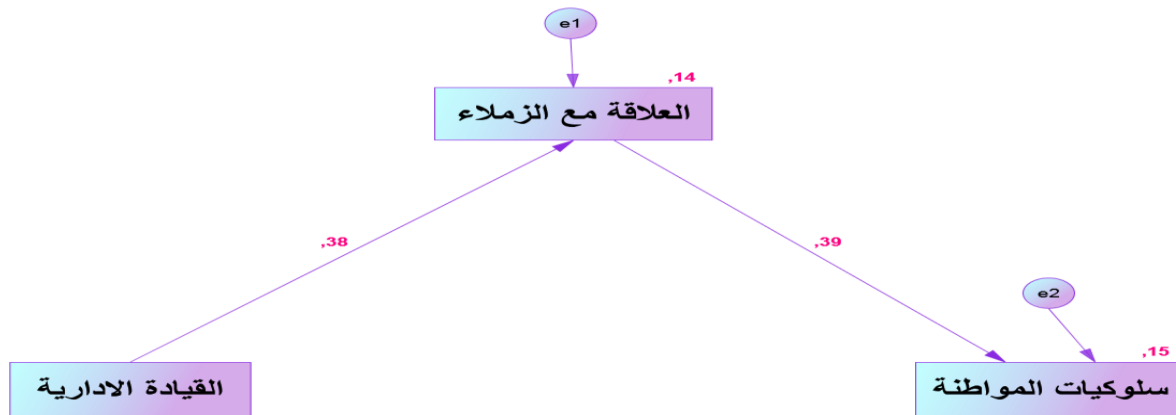 e1
,14
العلاقة مع الزملاء
,38
,39
e2
,15
القيادة الادارية
سلوكيات المواطنة